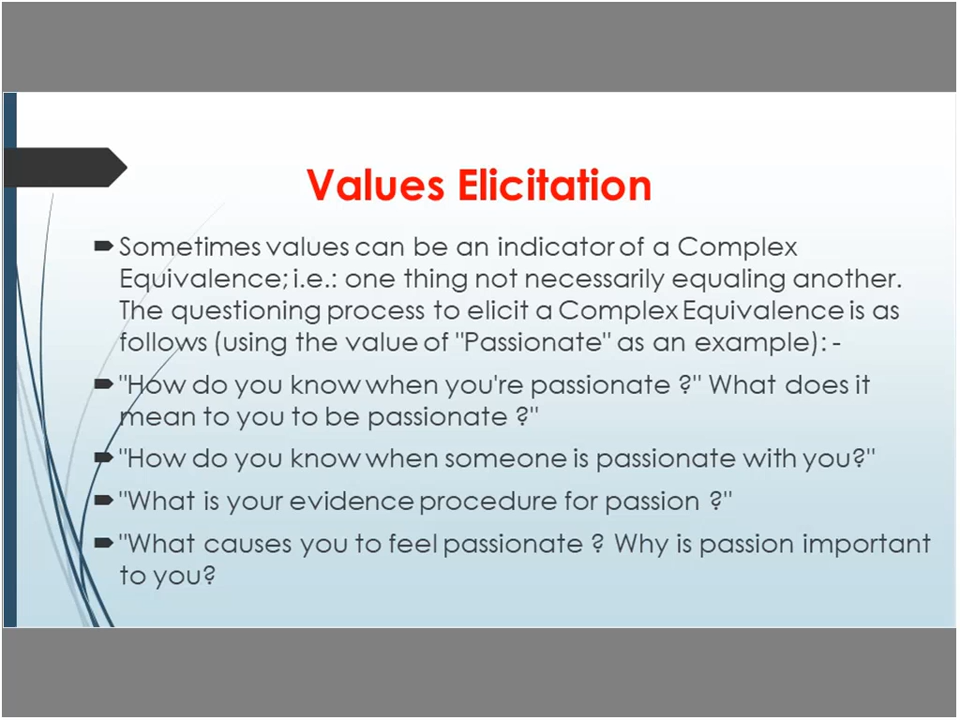 Values Elicitation
Sometimes values can be an indicator of a Complex
Equivalence; i.e.: one thing not necessarily equaling another.
The questioning process to elicit a Complex Equivalence is as
follows (using the value of "Passionate" as an example): -
"How do you know when you're passionate ?" What does it
mean to you to be passionate ?"
"How do you know when someone is passionate with you?"
"What is your evidence procedure for passion ?"
"What causes you to feel passionate ? Why is passion important
to you?